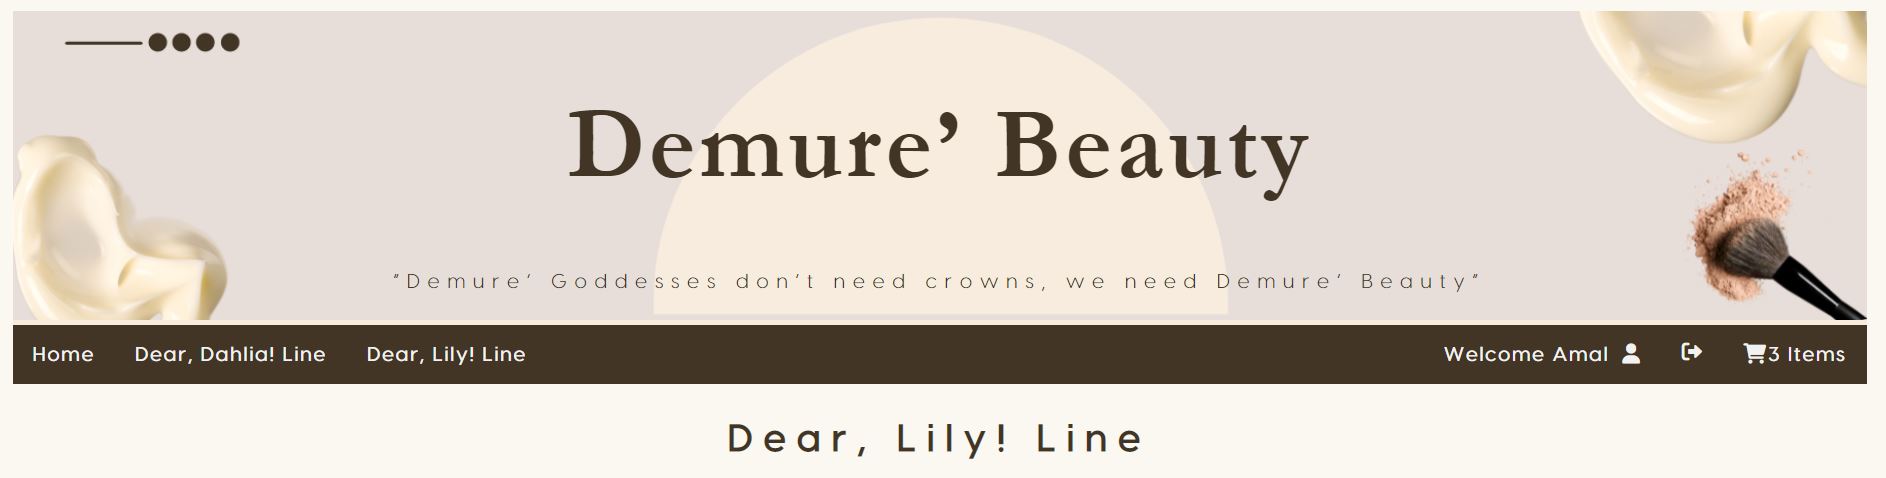 Demure’ Beauty
"Demure’ Goddesses don’t need crowns, we need Demure’ Beauty"
Home Dear, Dahlia! Line Dear, Lily! Line Welcome Amal 3 Items
Dear, Lily! Line